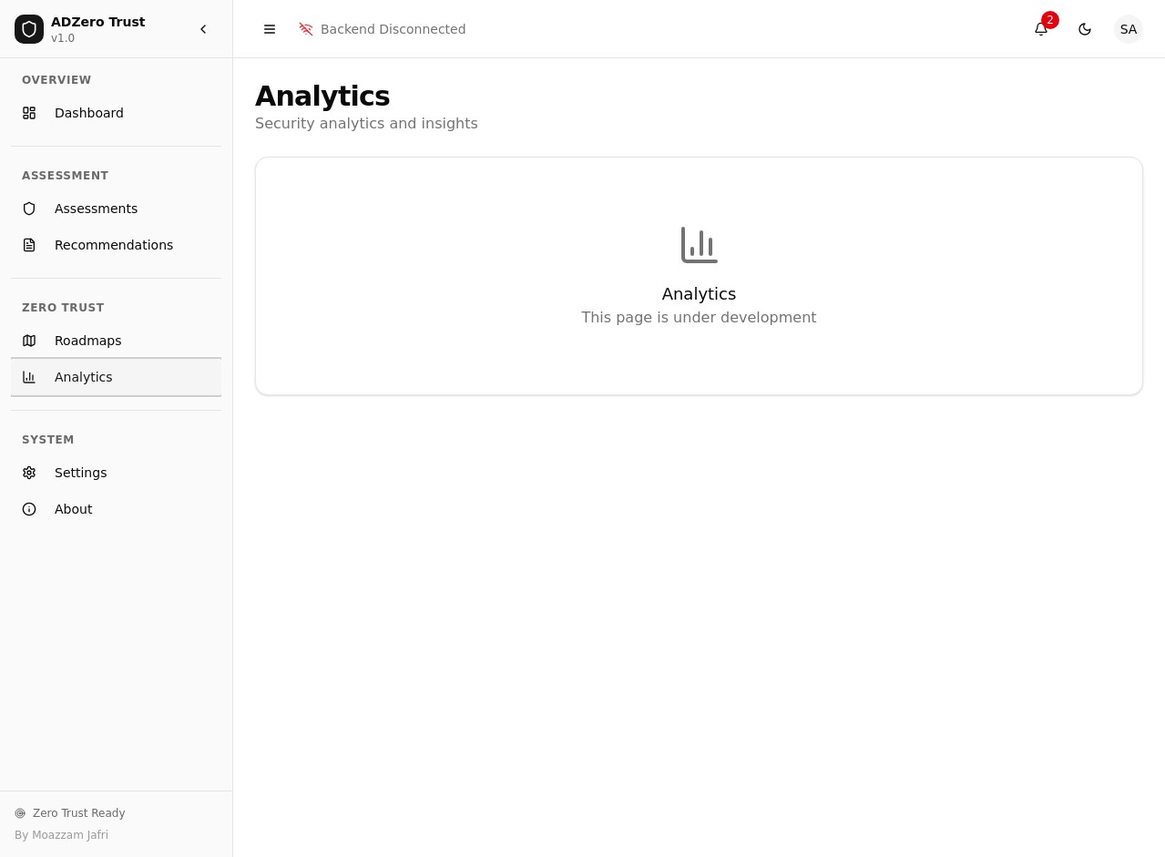 ADZero Trust
v1.0
OVERVIEW
Dashboard
ASSESSMENT
Assessments
Recommendations
ZERO TRUST
Roadmaps
Analytics
SYSTEM
Settings
About
Zero Trust Ready
By Moazzam Jafri
Backend Disconnected
2
SA
Analytics
Security analytics and insights
Analytics
This page is under development